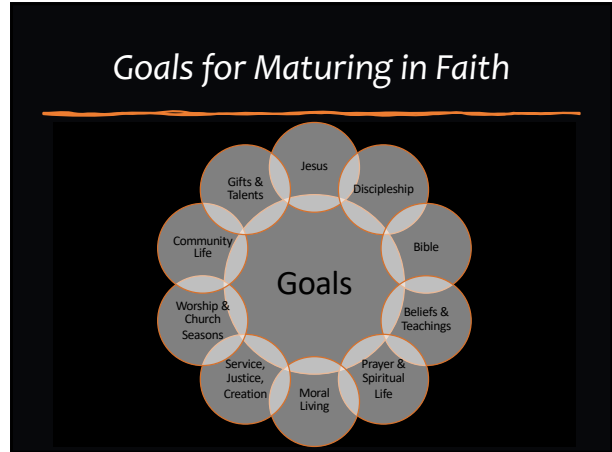 Goals for Maturing in Faith
Jesus
Discipleship
Bible
Beliefs &
Teachings
Prayer &
Spiritual
Life
Moral
Living
Service,
Justice,
Creation
Worship &
Church
Seasons
Community
Life
Gifts &
Talents
Goals